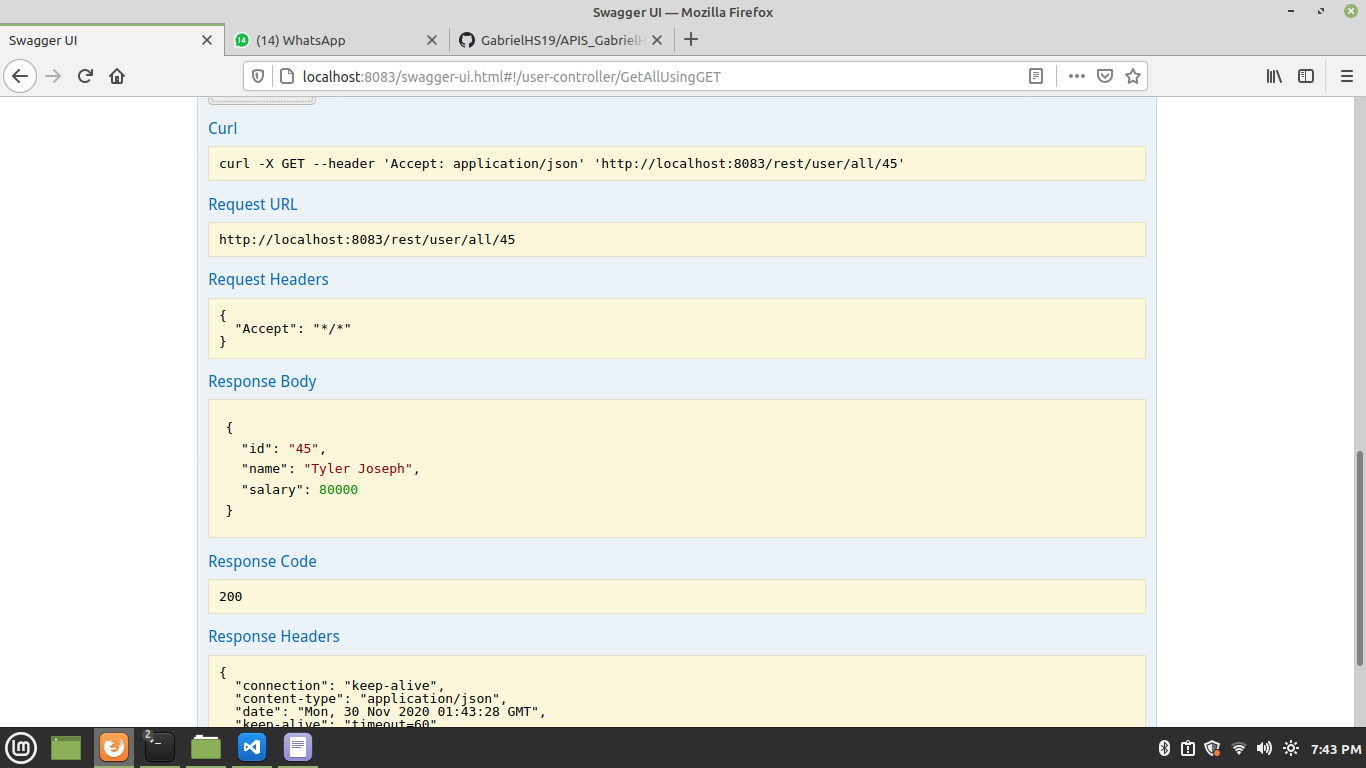 Swagger UI — Mozilla Firefox
Swagger UI
14
(14) WhatsApp
GabrielHS19/APIS_GabrielH
localhost:8083/swagger-ui.html#!/user-controller/GetAllUsingGET
Curl
curl -X GET --header 'Accept: application/json' 'http://localhost:8083/rest/user/all/45'
Request URL
http://localhost:8083/rest/user/all/45
Request Headers
{
"Accept": "*/*"
}
Response Body
{
"id": "45",
"name": "Tyler Joseph",
"salary": 80000
}
Response Code
200
Response Headers
{
"connection": "keep-alive",
"content-type": "application/json",
"date": "Mon, 30 Nov 2020 01:43:28 GMT",
"keep-alive": "timeout=60"
2
7:43 PM